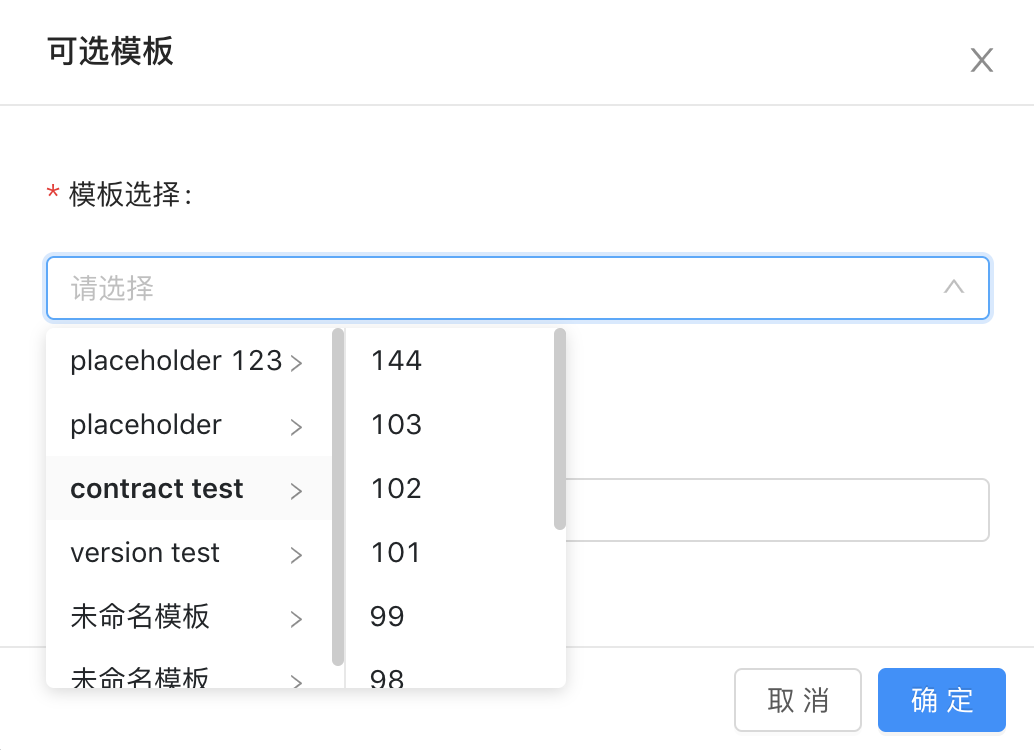 可选模板
* 模板选择:
请选择
placeholder 123
placeholder
contract test
version test
未命名模板
未命名模板
144
103
102
101
99
98
取 消
确 定